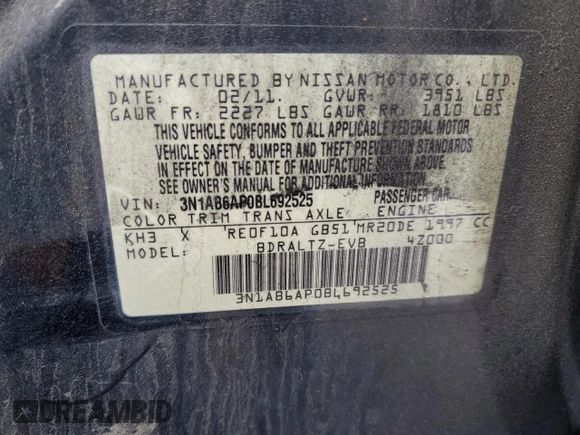 MANUFACTURED BY NISSAN MOTOR CO., LTD.
DATE: 02/11. GVWR: 3951 LBS
GAWR FR: 2227 LBS GAWR RR: 1810 LBS
THIS VEHICLE CONFORMS TO ALL APPLICABLE FEDERAL MOTOR
VEHICLE SAFETY, BUMPER AND THEFT PREVENTION STANDARDS
IN EFFECT ON THE DATE OF MANUFACTURE SHOWN ABOVE.
SEE OWNER'S MANUAL FOR ADDITIONAL INFORMATION.
VIN: 3N1AB6AP0BL692525 PASSENGER CAR
COLOR TRIM TRANS AXLE ENGINE
KH3 X RE0F10A GB51 MR20DE 1997 CC
BDRALTZ-EVB 4Z000
3N1AB6AP0BL692525
DREAMBID